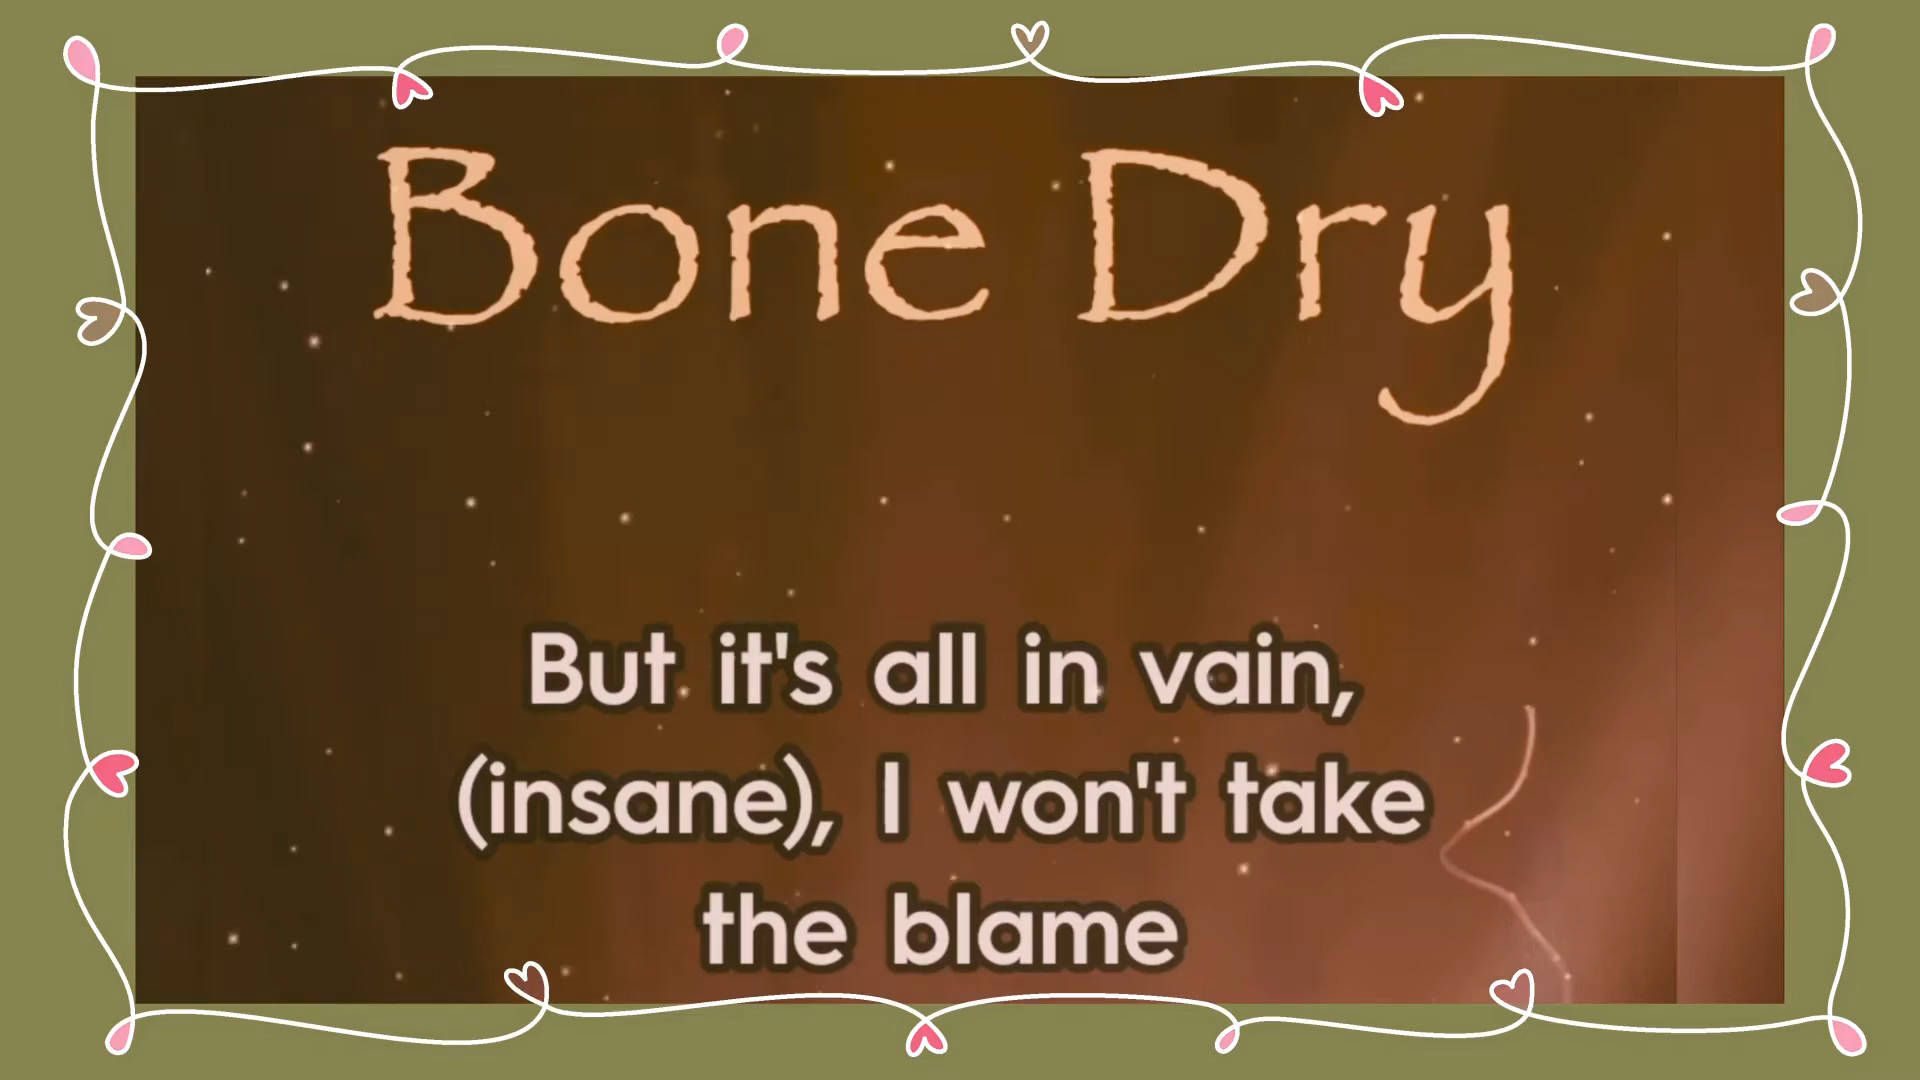 Bone Dry
But it's all in vain,
(insane), I won't take
the blame